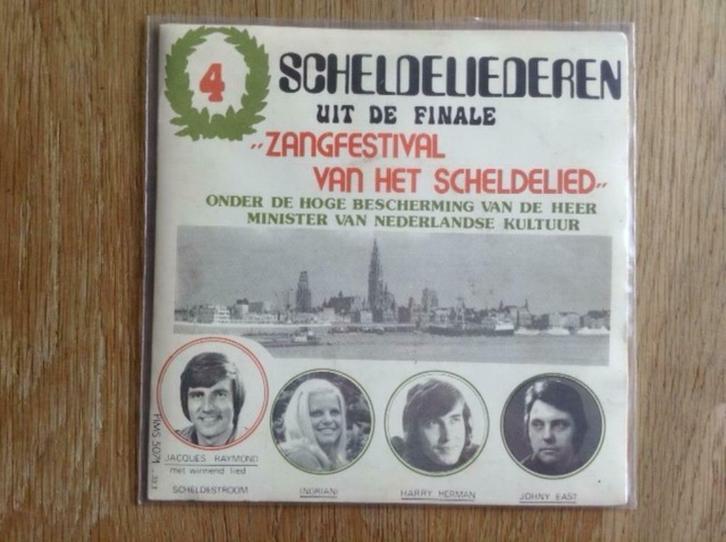 4
SCHELDELIEDEREN
UIT DE FINALE
„ZANGFESTIVAL
VAN HET SCHELDELIED„
ONDER DE HOGE BESCHERMING VAN DE HEER
MINISTER VAN NEDERLANDSE KULTUUR
JACQUES RAYMOND
met winnend lied
SCHELDESTROOM
INGRIANI
HARRY HERMAN
JOHNY EAST